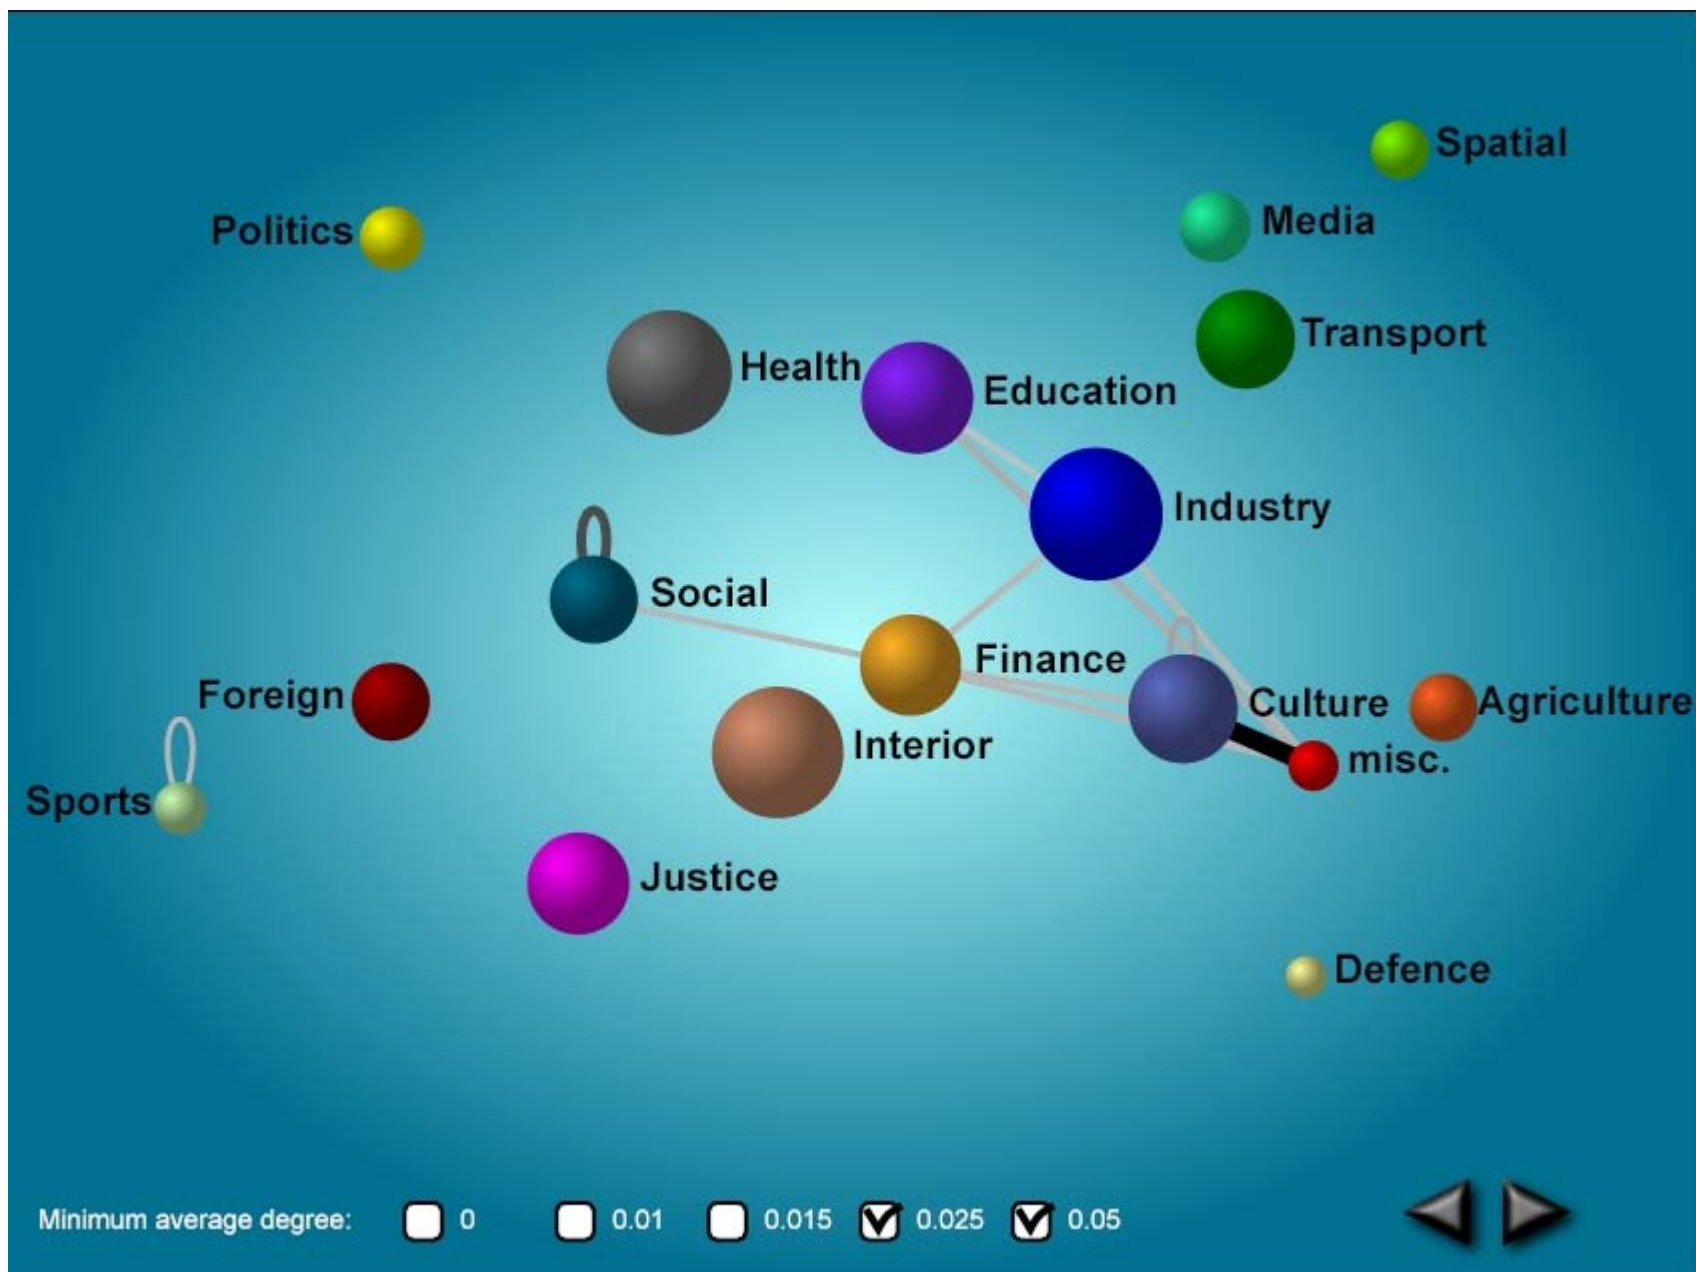 Spatial
Media
Politics
Transport
Health
Education
Industry
Social
Finance
Foreign
Culture
Agriculture
Interior
misc.
Sports
Justice
Defence
Minimum average degree: 0 0.01 0.015 0.025 0.05